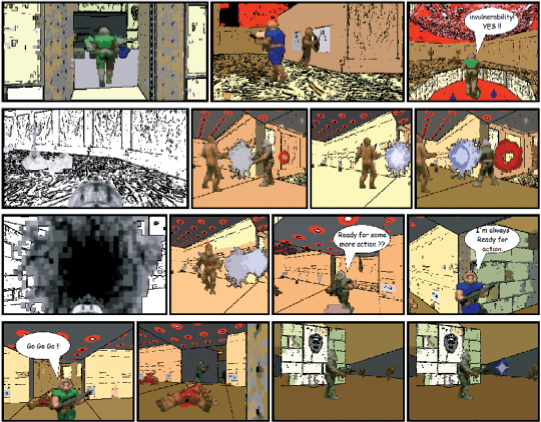 invulnerability!
YES !!
Ready for some
more action ??
I'm always
Ready for
action
Go Go Go !!